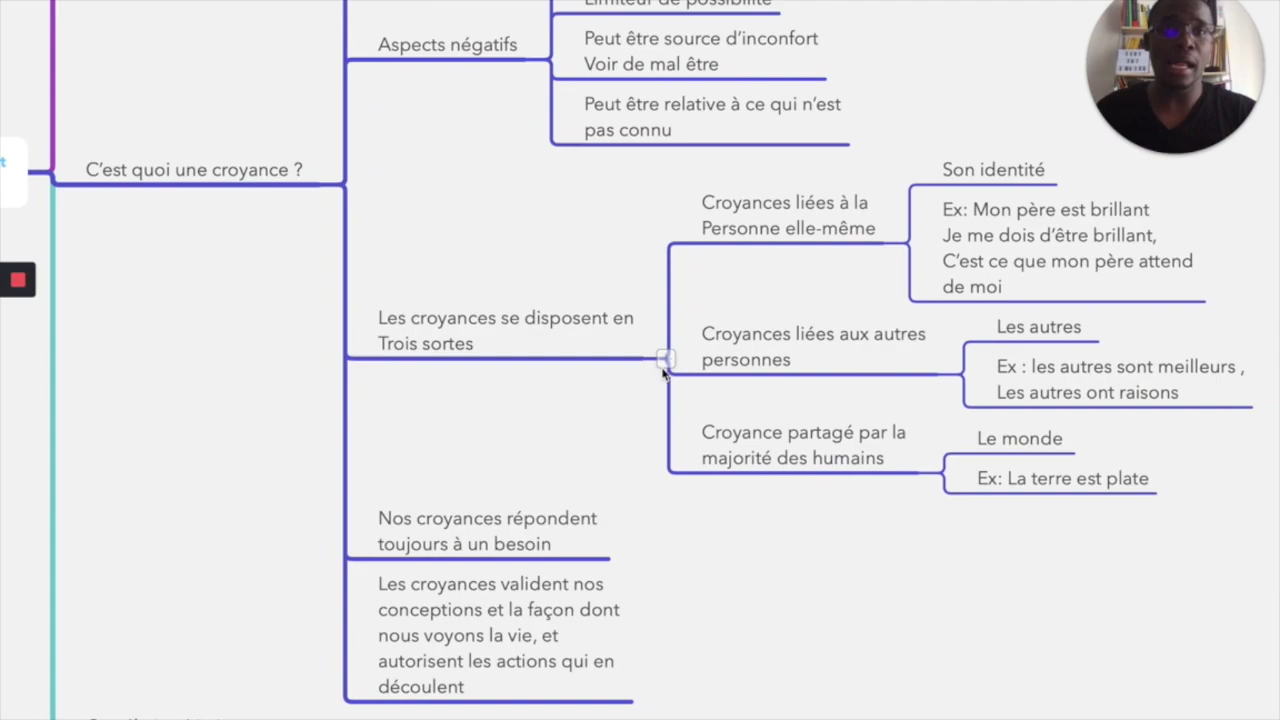 Limiteur de possibilité
Aspects négatifs
Peut être source d’inconfort
Voir de mal être
Peut être relative à ce qui n’est
pas connu
C’est quoi une croyance ?
Croyances liées à la
Personne elle-même
Son identité
Ex: Mon père est brillant
Je me dois d’être brillant,
C’est ce que mon père attend
de moi
Les croyances se disposent en
Trois sortes
Croyances liées aux autres
personnes
Les autres
Ex : les autres sont meilleurs ,
Les autres ont raisons
Croyance partagé par la
majorité des humains
Le monde
Ex: La terre est plate
Nos croyances répondent
toujours à un besoin
Les croyances valident nos
conceptions et la façon dont
nous voyons la vie, et
autorisent les actions qui en
découlent